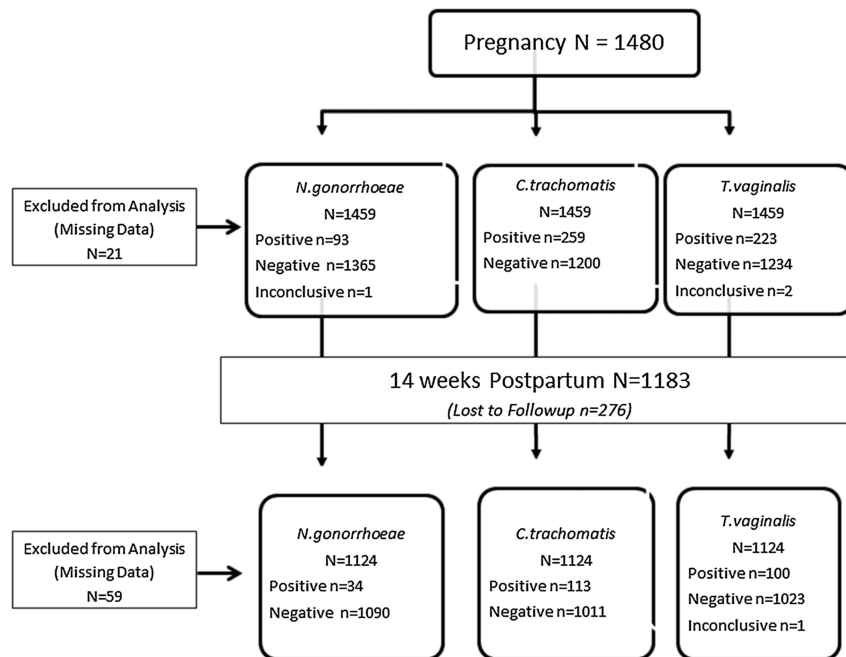 Pregnancy N = 1480
Excluded from Analysis
(Missing Data)
N=21
N.gonorrhoeae
N=1459
Positive n=93
Negative n=1365
Inconclusive n=1
C.trachomatis
N=1459
Positive n=259
Negative n=1200
T.vaginalis
N=1459
Positive n=223
Negative n=1234
Inconclusive n=2
14 weeks Postpartum N=1183
(Lost to Followup n=276)
Excluded from Analysis
(Missing Data)
N=59
N.gonorrhoeae
N=1124
Positive n=34
Negative n=1090
C.trachomatis
N=1124
Positive n=113
Negative n=1011
T.vaginalis
N=1124
Positive n=100
Negative n=1023
Inconclusive n=1